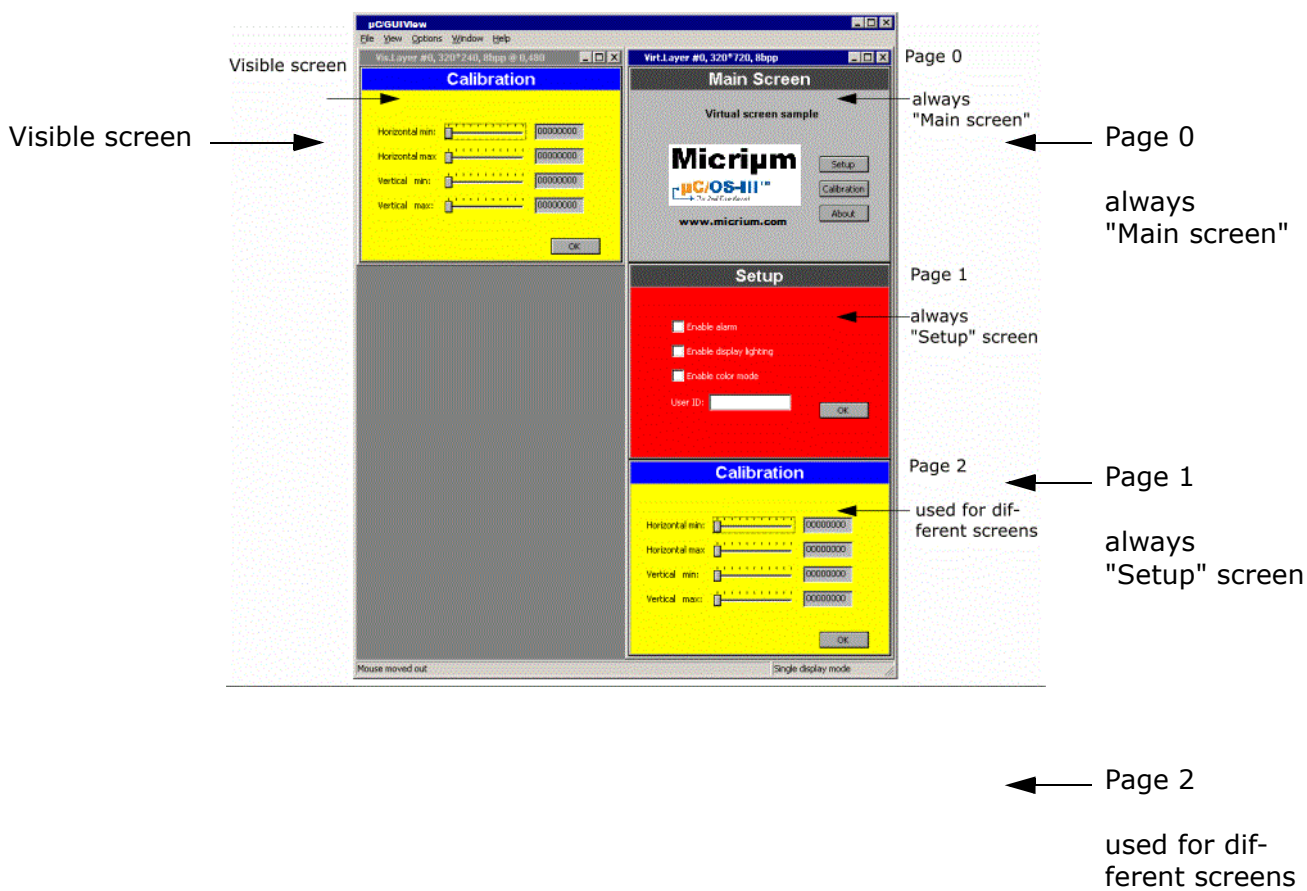 µC/GUIView
File View Options Window Help
Vis.Layer #0, 320*240, 8bpp @ 0,480
Calibration
Horizontal min:
00000000
Horizontal max
00000000
Vertical min:
00000000
Vertical max:
00000000
OK
Virt.Layer #0, 320*720, 8bpp
Main Screen
Virtual screen sample
Micriµm
µC/OS-III™
www.micrium.com
Setup
Calibration
About
Setup
Enable alarm
Enable display lighting
Enable color mode
User ID:
OK
Calibration
Horizontal min:
00000000
Horizontal max
00000000
Vertical min:
00000000
Vertical max:
00000000
OK
Mouse moved out
Single display mode
Visible screen
Page 0
always
"Main screen"
Page 1
always
"Setup" screen
Page 2
used for dif-
ferent screens
Visible screen
Page 0
always
"Main screen"
Page 1
always
"Setup" screen
Page 2
used for dif-
ferent screens